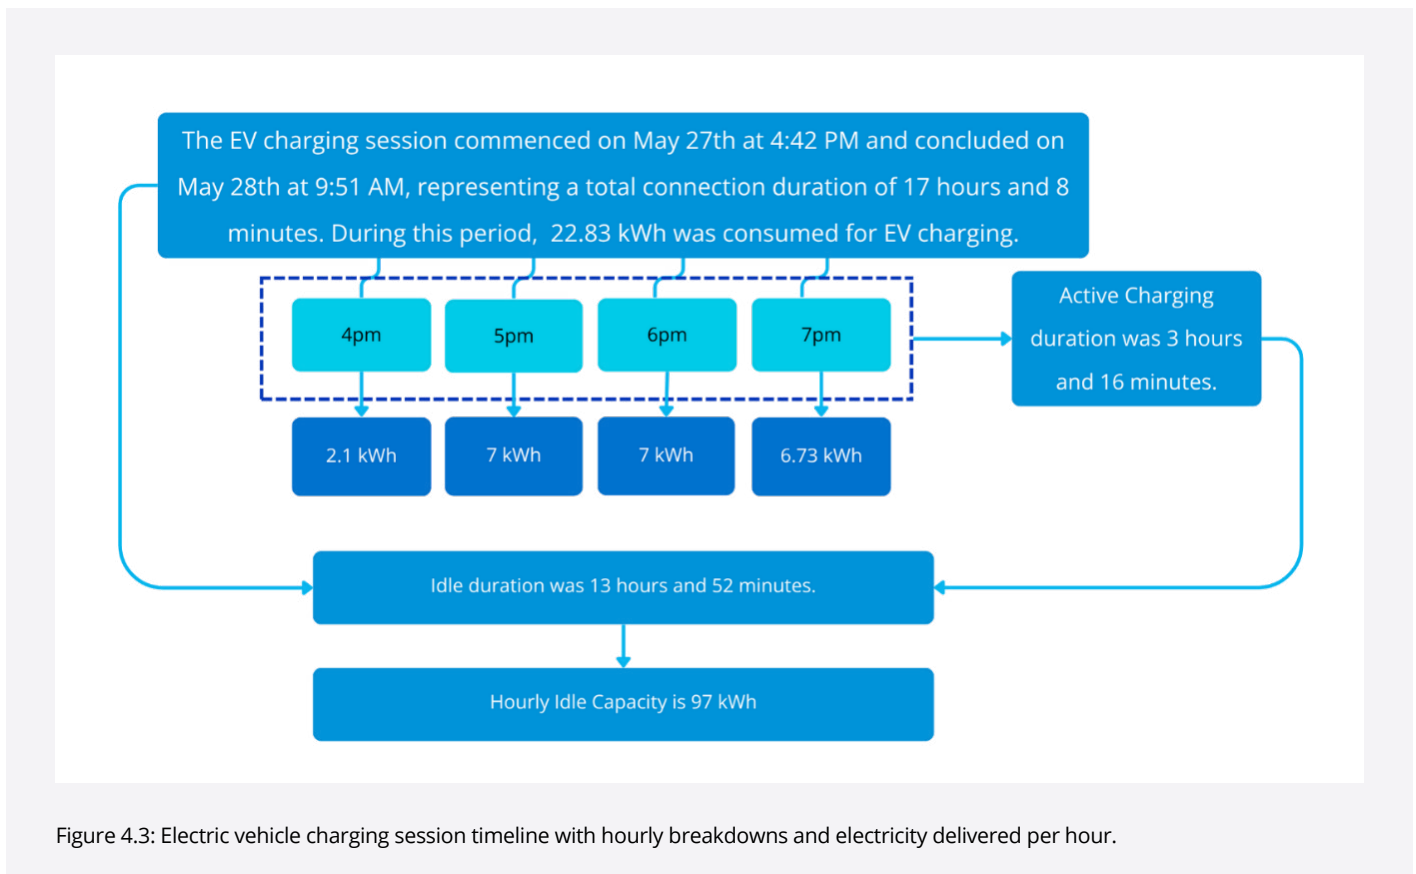 The EV charging session commenced on May 27th at 4:42 PM and concluded on
May 28th at 9:51 AM, representing a total connection duration of 17 hours and 8
minutes. During this period,  22.83 kWh was consumed for EV charging.
4pm
5pm
6pm
7pm
Active Charging
duration was 3 hours
and 16 minutes.
2.1 kWh
7 kWh
7 kWh
6.73 kWh
Idle duration was 13 hours and 52 minutes.
Hourly Idle Capacity is 97 kWh
Figure 4.3: Electric vehicle charging session timeline with hourly breakdowns and electricity delivered per hour.